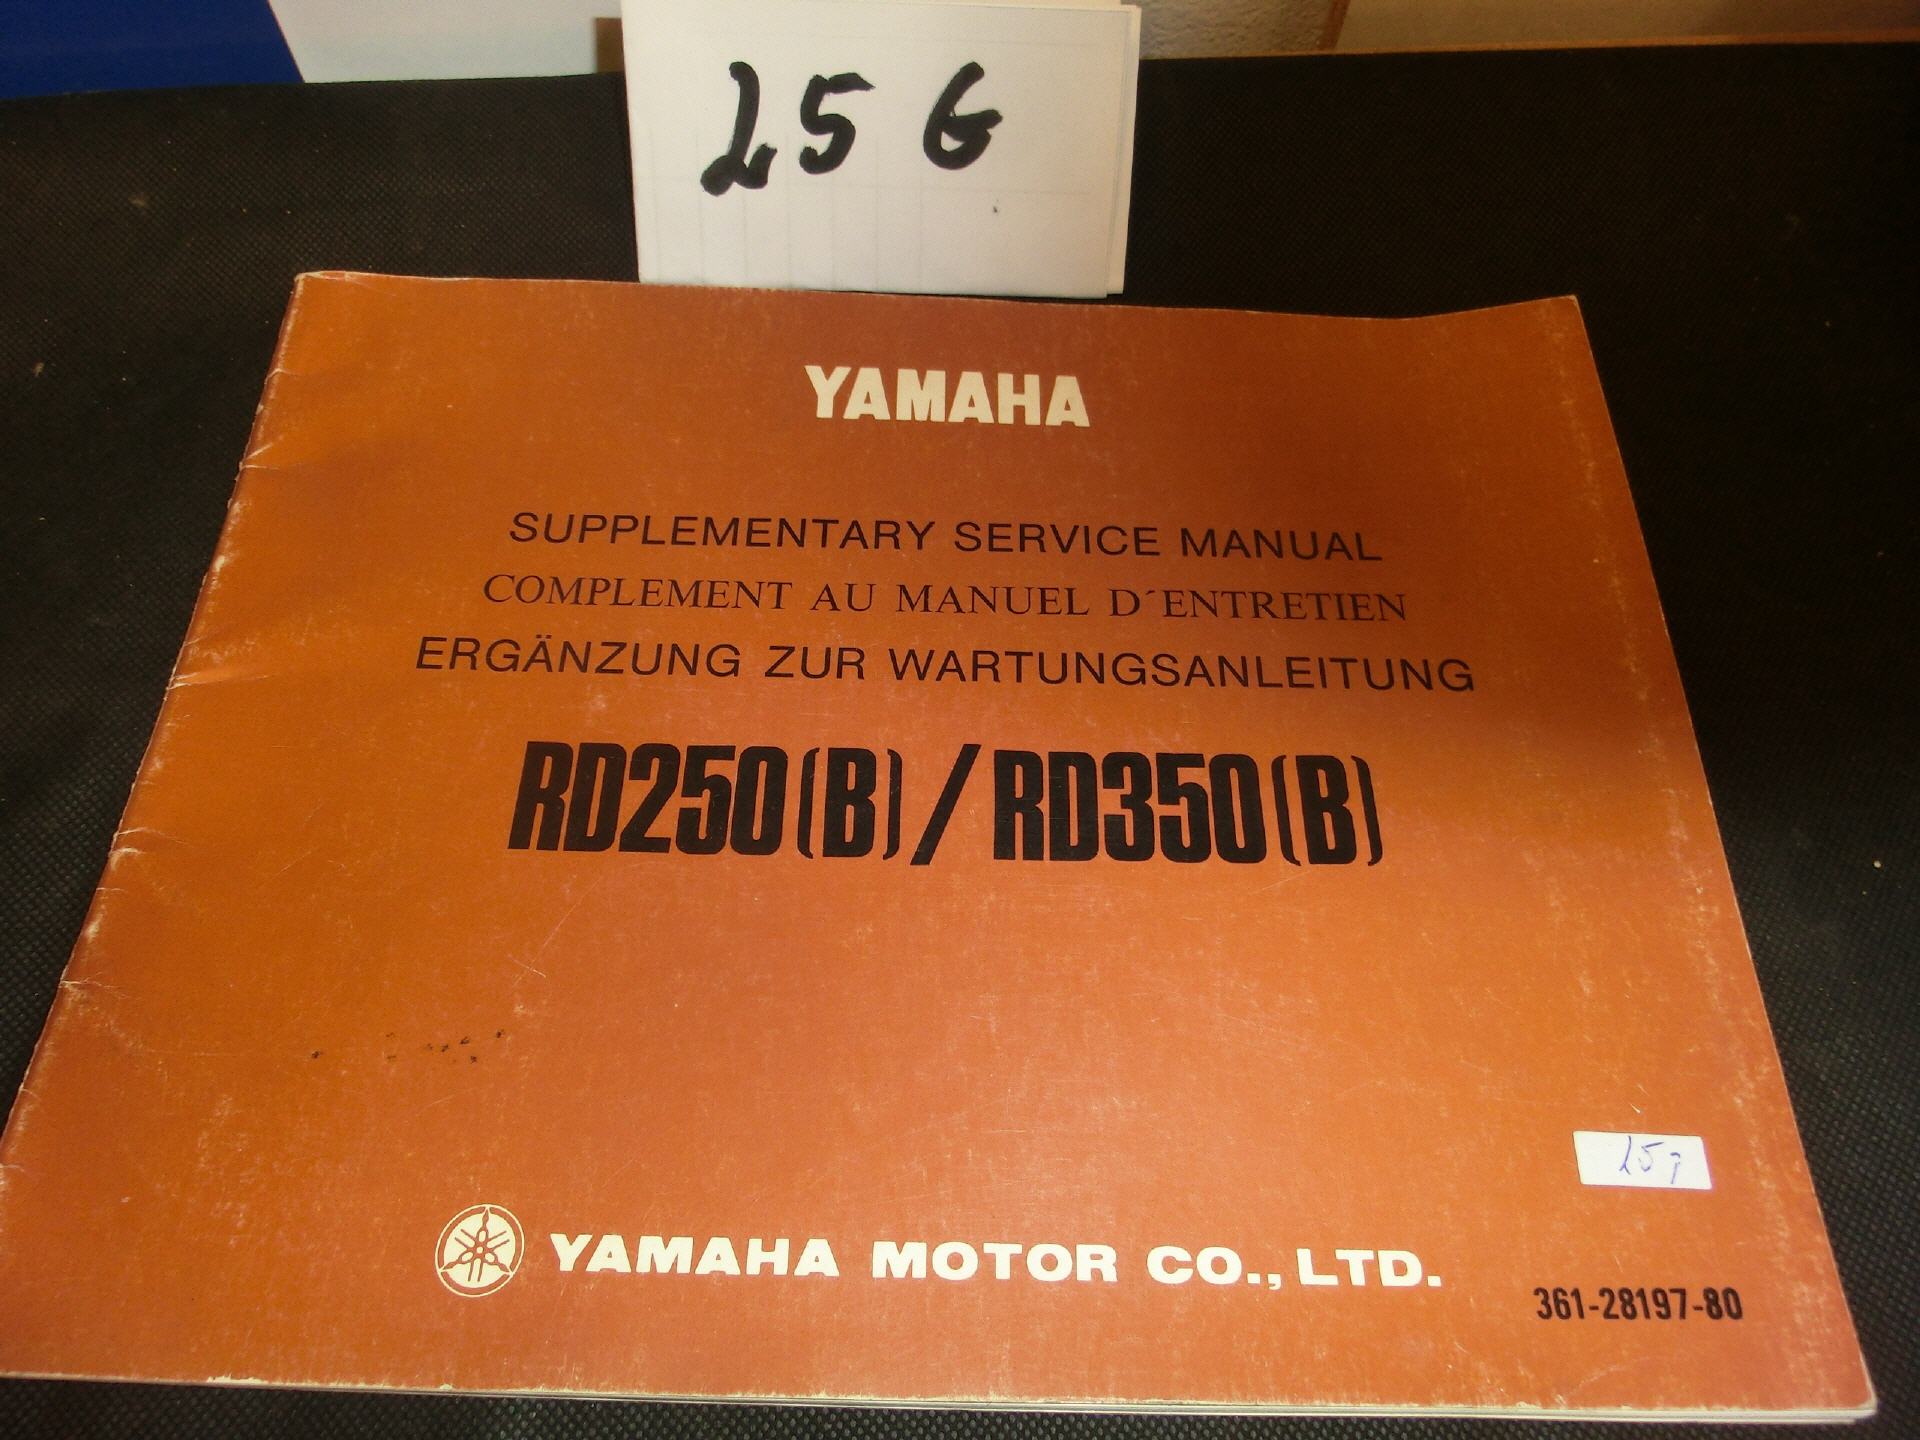 25 G
YAMAHA
SUPPLEMENTARY SERVICE MANUAL
COMPLEMENT AU MANUEL D´ENTRETIEN
ERGÄNZUNG ZUR WARTUNGSANLEITUNG
RD250(B)/RD350(B)
YAMAHA MOTOR CO., LTD.
361-28197-80